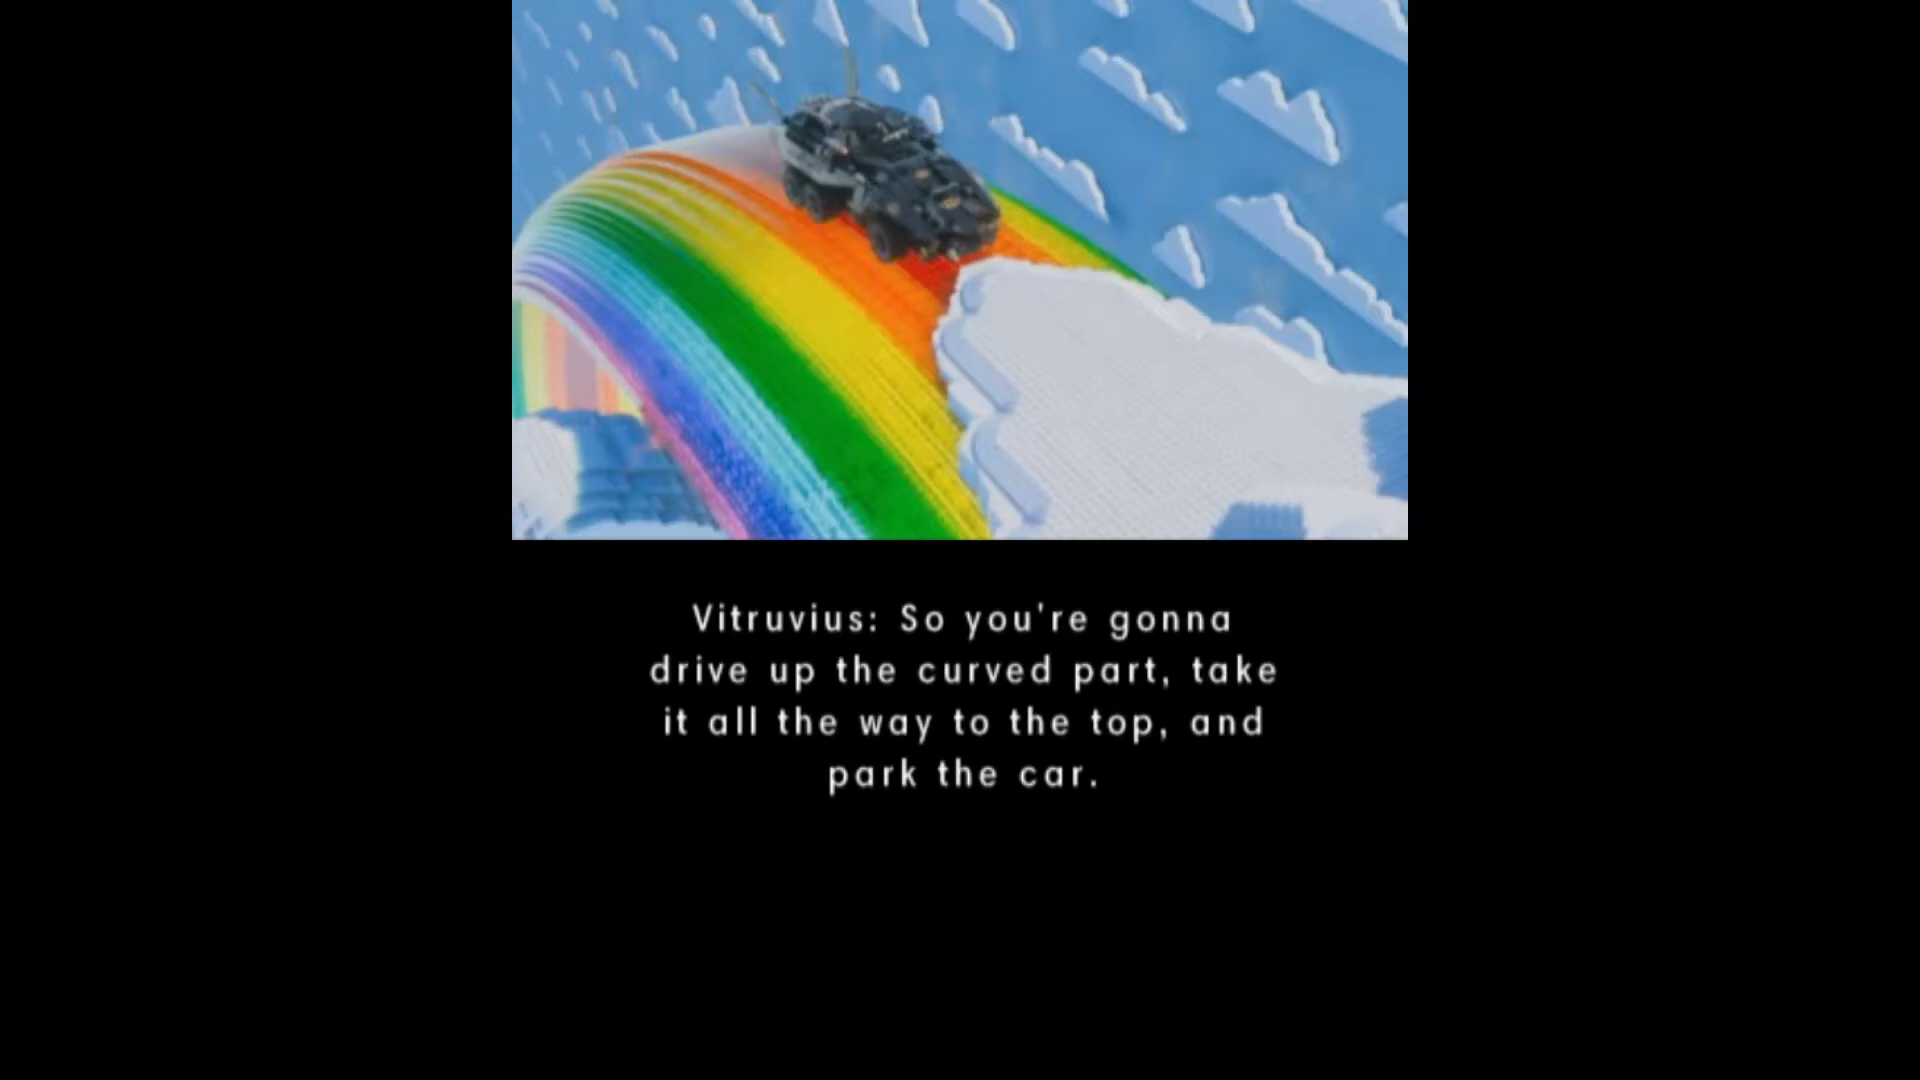 Vitruvius: So you're gonna
drive up the curved part, take
it all the way to the top, and
park the car.